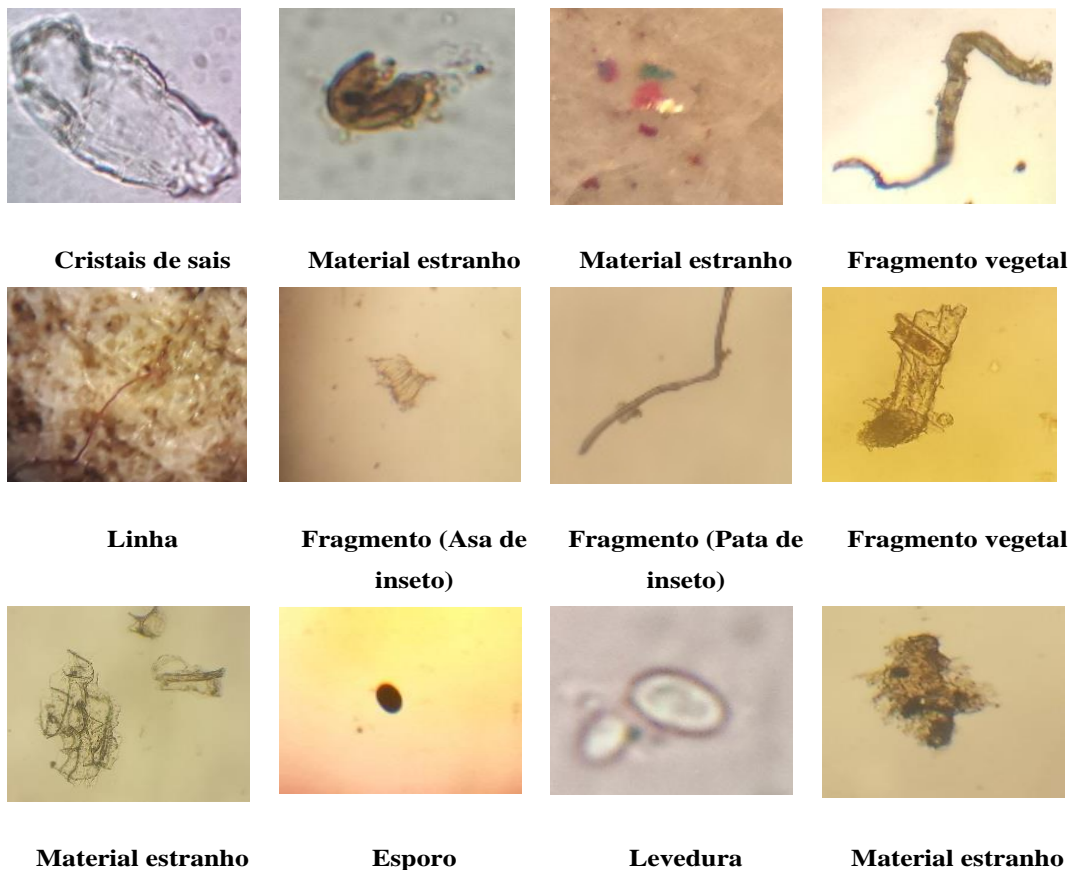 Cristais de sais
Material estranho
Material estranho
Fragmento vegetal
Linha
Fragmento (Asa de
inseto)
Fragmento (Pata de
inseto)
Fragmento vegetal
Material estranho
Esporo
Levedura
Material estranho